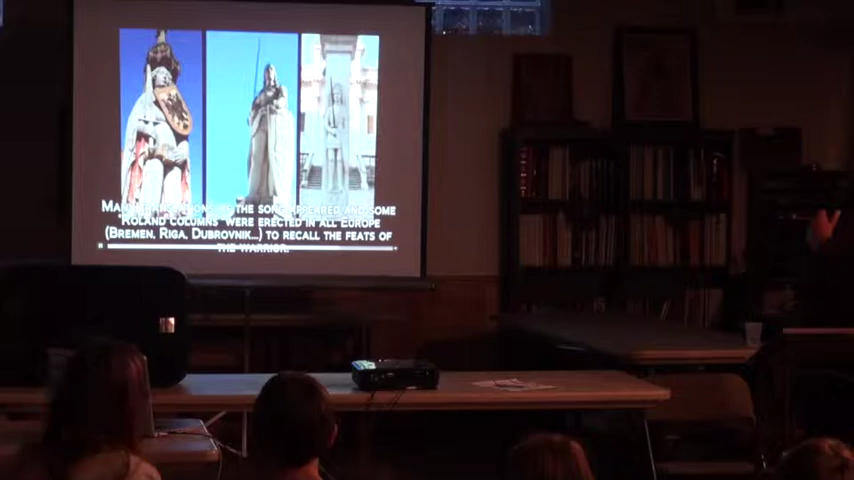 OF THE SONG APPEARED AND SOME
"ROLAND COLUMNS" WERE ERECTED IN ALL EUROPE
(BREMEN, RIGA, DUBROVNIK...) TO RECALL THE FEATS OF
THE WARRIOR.